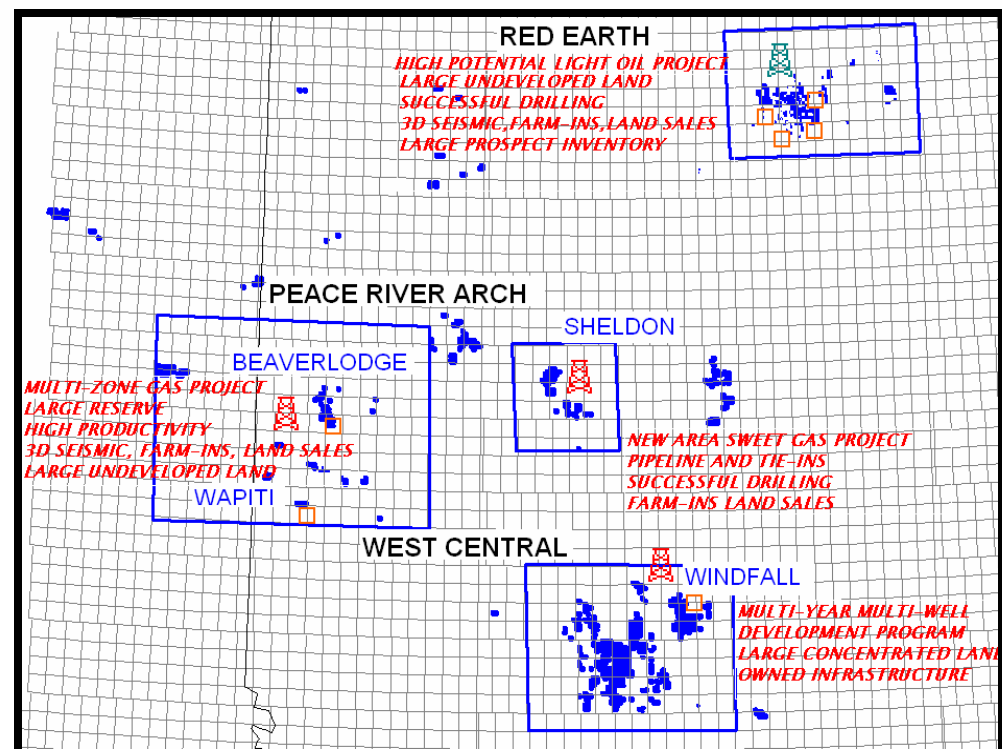 RED EARTH
HIGH POTENTIAL LIGHT OIL PROJECT
LARGE UNDEVELOPED LAND
SUCCESSFUL DRILLING
3D SEISMIC,FARM-INS,LAND SALES
LARGE PROSPECT INVENTORY
PEACE RIVER ARCH
SHELDON
BEAVERLODGE
MULTI-ZONE GAS PROJECT
LARGE RESERVE
HIGH PRODUCTIVITY
3D SEISMIC, FARM-INS, LAND SALES
LARGE UNDEVELOPED LAND
WAPITI
NEW AREA SWEET GAS PROJECT
PIPELINE AND TIE-INS
SUCCESSFUL DRILLING
FARM-INS LAND SALES
WEST CENTRAL
WINDFALL
MULTI-YEAR MULTI-WELL
DEVELOPMENT PROGRAM
LARGE CONCENTRATED LAND
OWNED INFRASTRUCTURE